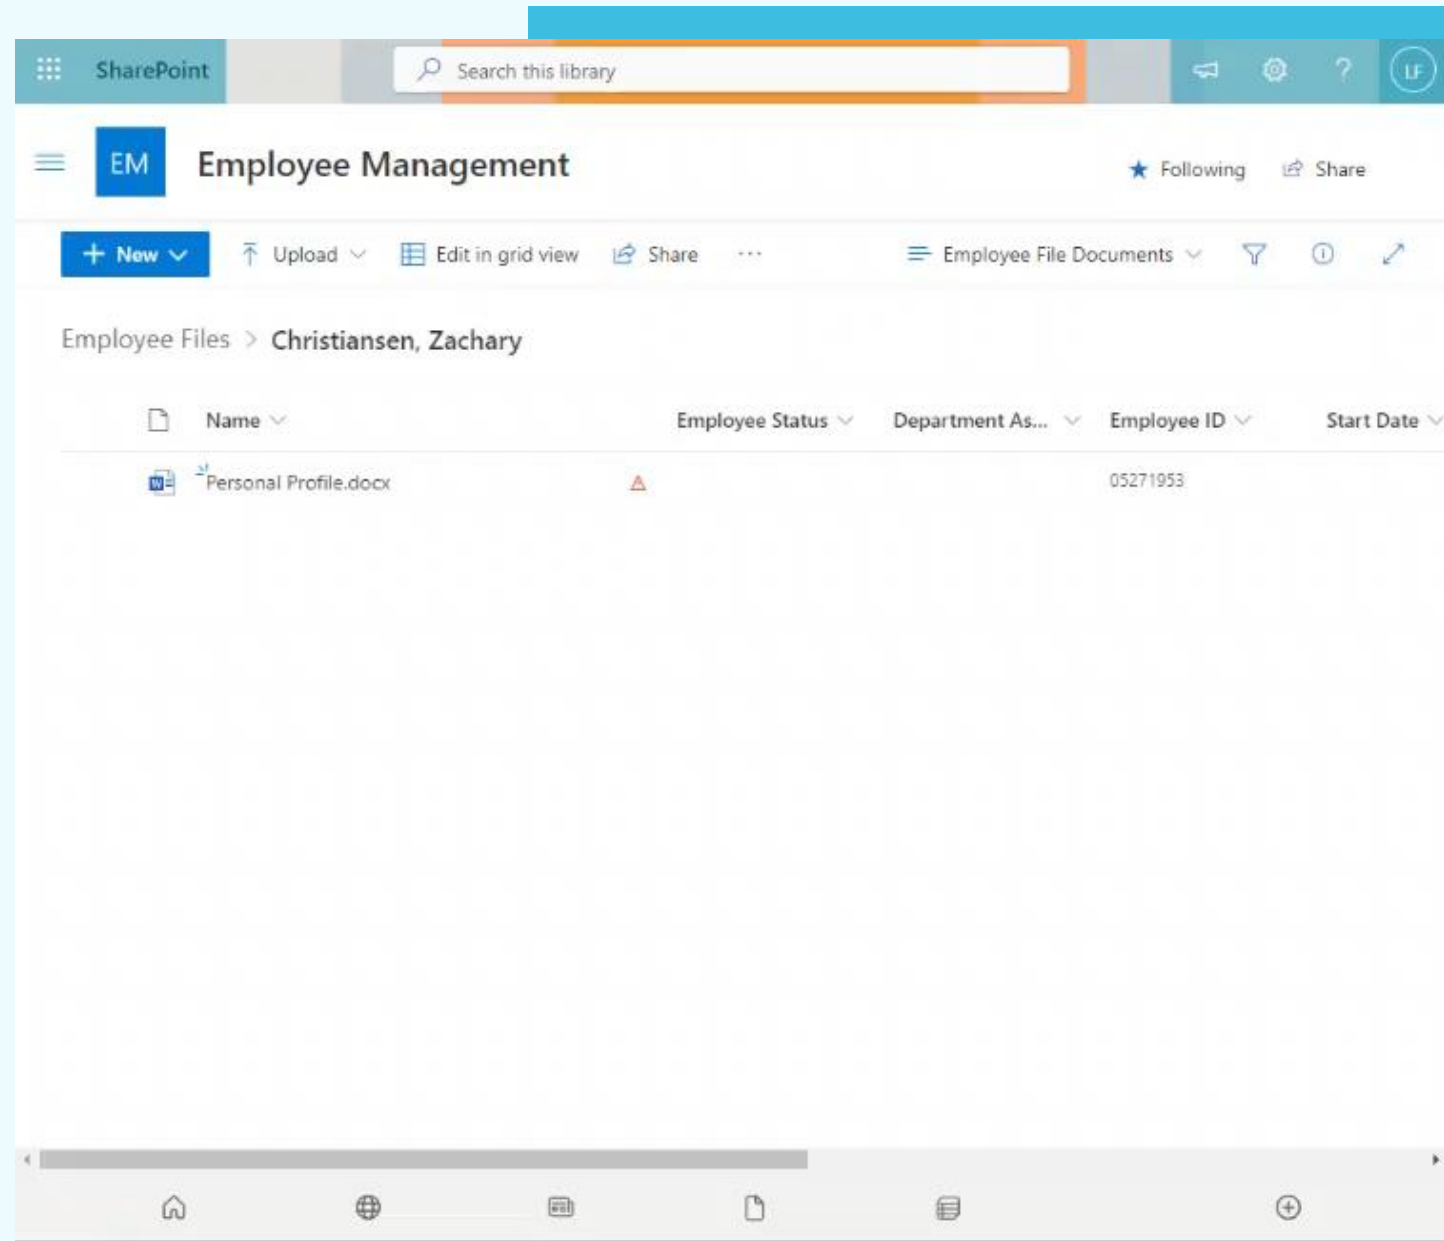 SharePoint Search this library ? LF
EM Employee Management Following Share
+ New Upload Edit in grid view Share ... Employee File Documents
Employee Files > Christiansen, Zachary
Name Employee Status Department As... Employee ID Start Date
Personal Profile.docx 05271953